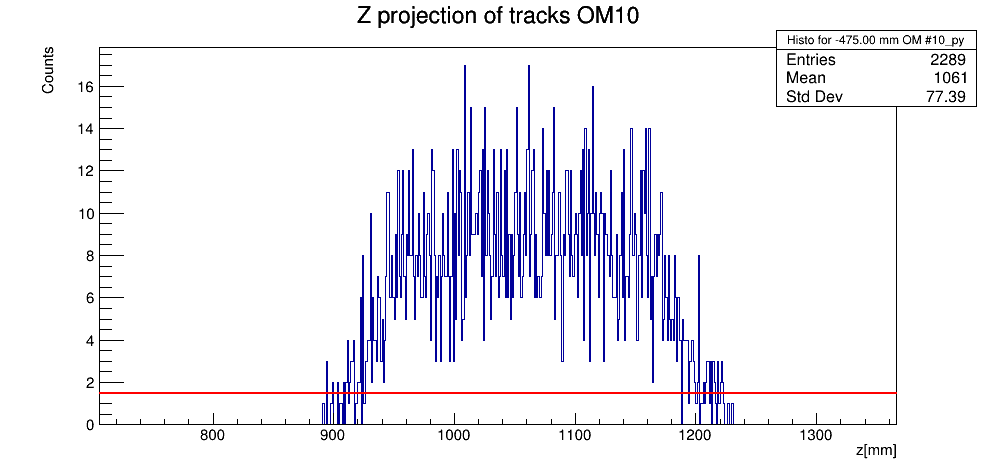 Z projection of tracks OM10
Histo for -475.00 mm OM #10_py
Entries 2289
Mean 1061
Std Dev 77.39
Counts
16
14
12
10
8
6
4
2
0
800 900 1000 1100 1200 1300
z[mm]